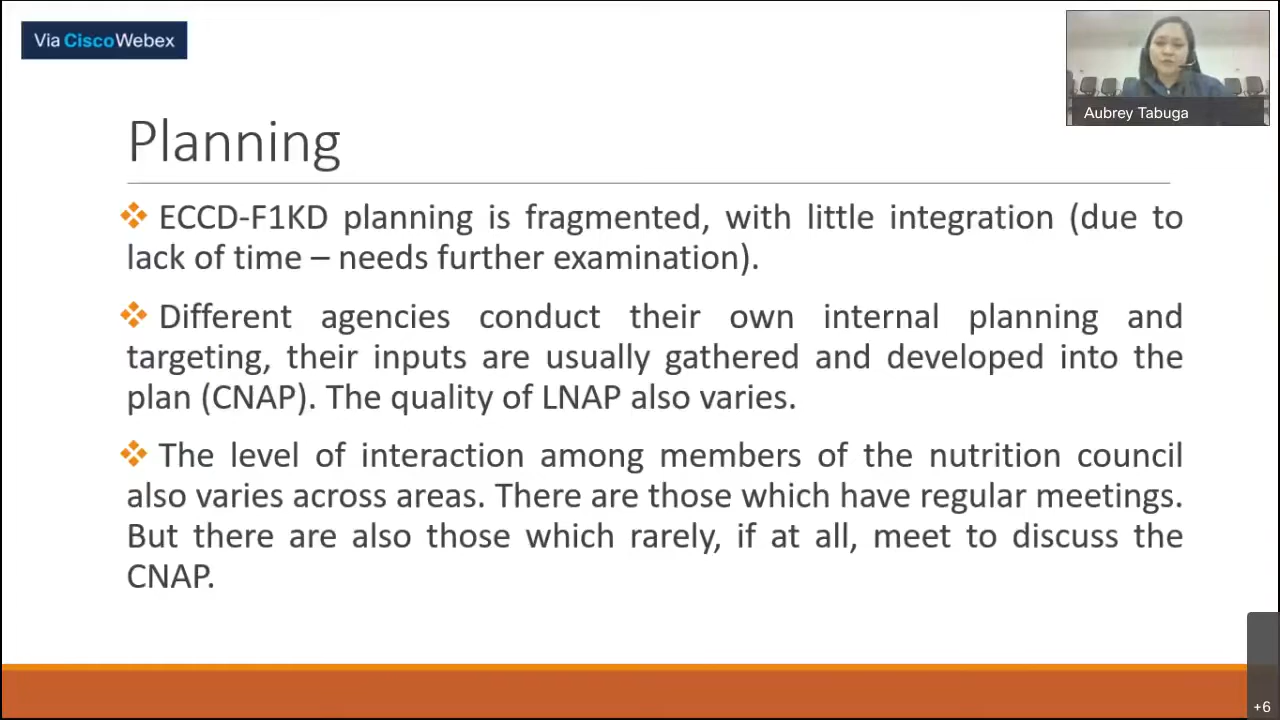 Via CiscoWebex
Aubrey Tabuga
Planning
ECCD-F1KD planning is fragmented, with little integration (due to
lack of time – needs further examination).
Different agencies conduct their own internal planning and
targeting, their inputs are usually gathered and developed into the
plan (CNAP). The quality of LNAP also varies.
The level of interaction among members of the nutrition council
also varies across areas. There are those which have regular meetings.
But there are also those which rarely, if at all, meet to discuss the
CNAP.
+6